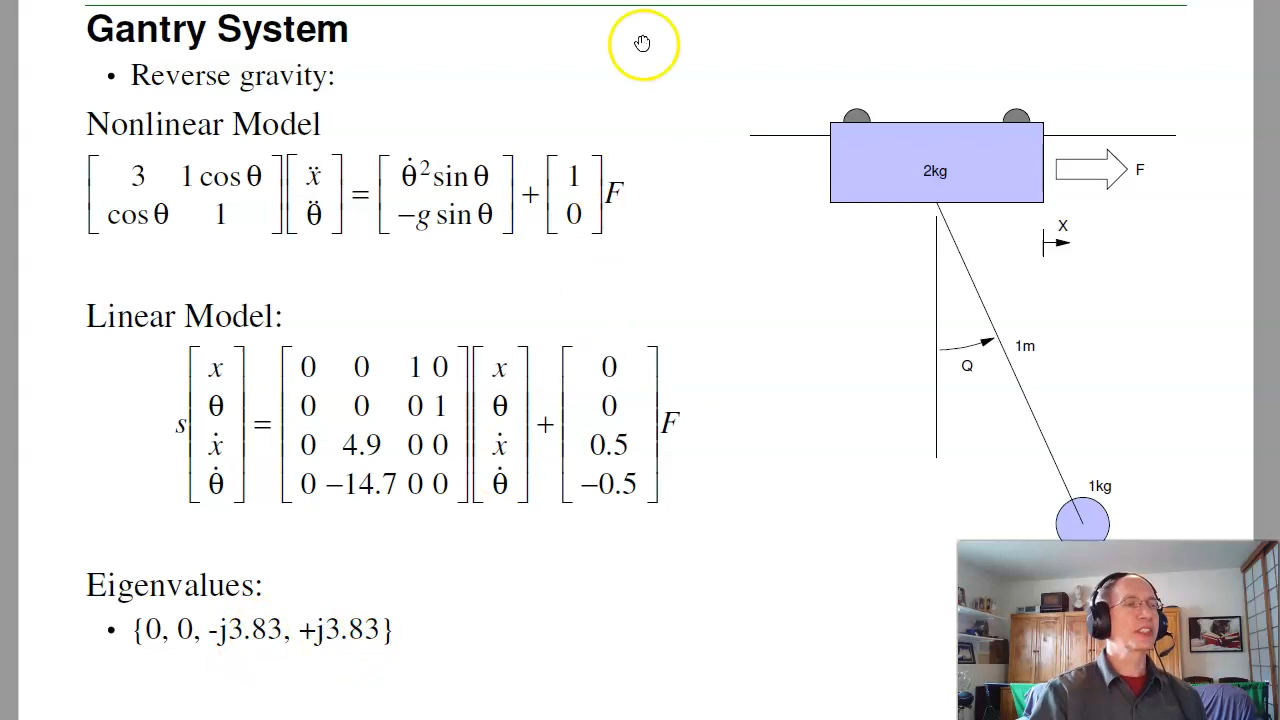 Gantry System
• Reverse gravity:
Nonlinear Model
[ 3 1 cos θ ; cos θ 1 ] [ ẍ ; θ̈ ] = [ θ̇² sin θ ; −g sin θ ] + [ 1 ; 0 ] F
Linear Model:
s [ x ; θ ; ẋ ; θ̇ ] = [ 0 0 1 0 ; 0 0 0 1 ; 0 4.9 0 0 ; 0 −14.7 0 0 ] [ x ; θ ; ẋ ; θ̇ ] + [ 0 ; 0 ; 0.5 ; −0.5 ] F
Eigenvalues:
• {0, 0, -j3.83, +j3.83}
2kg
F
X
1m
Q
1kg